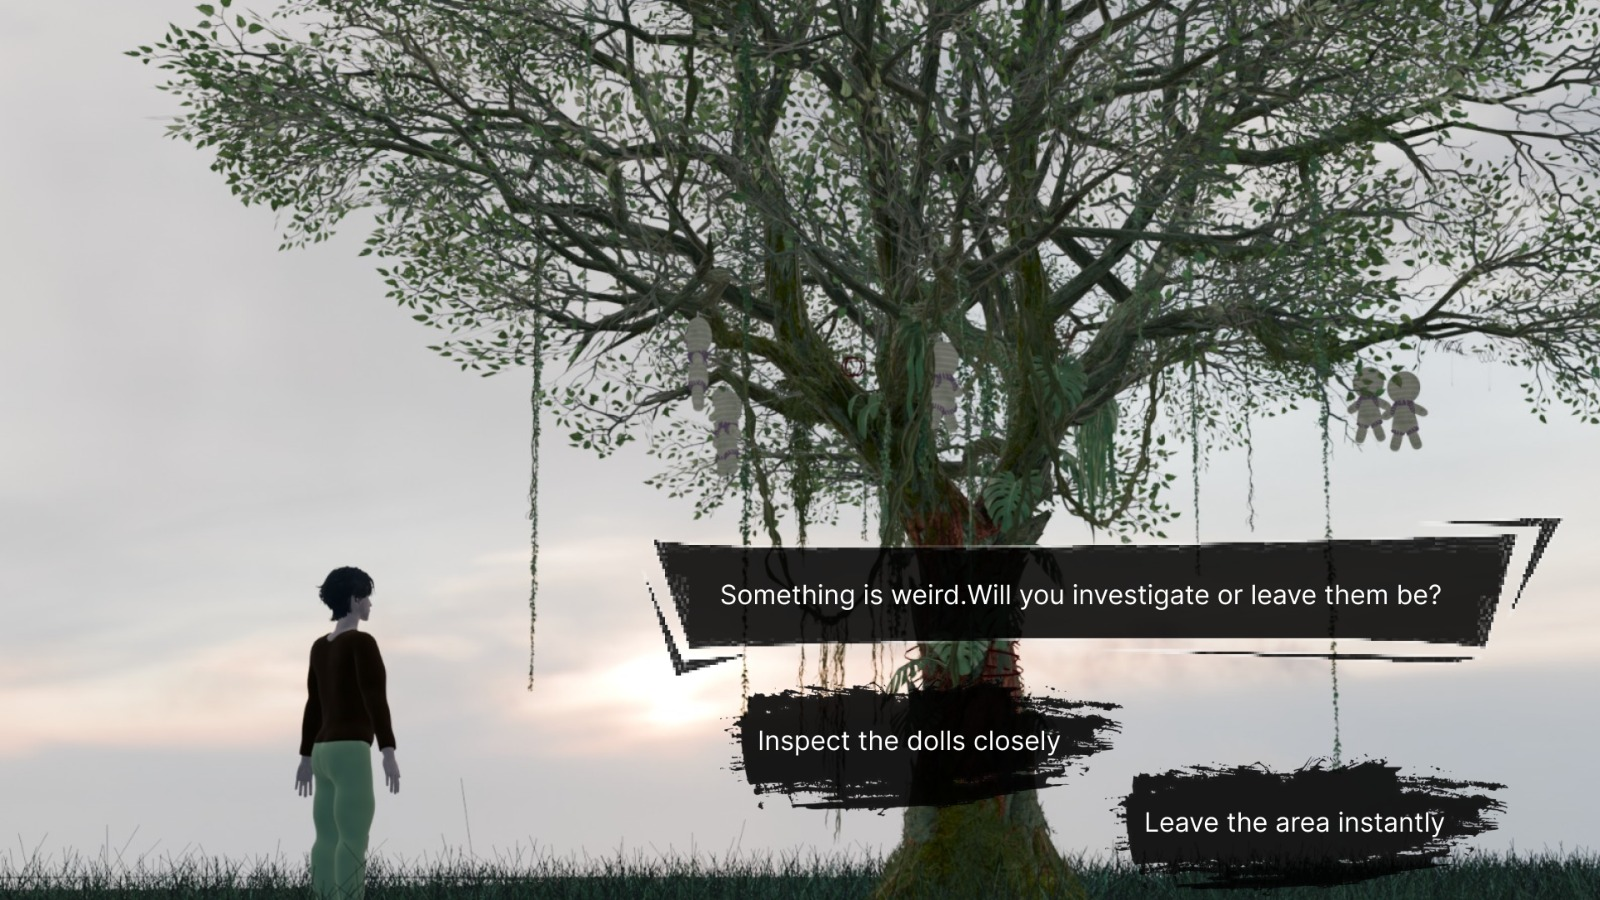 Something is weird.Will you investigate or leave them be?
Inspect the dolls closely
Leave the area instantly